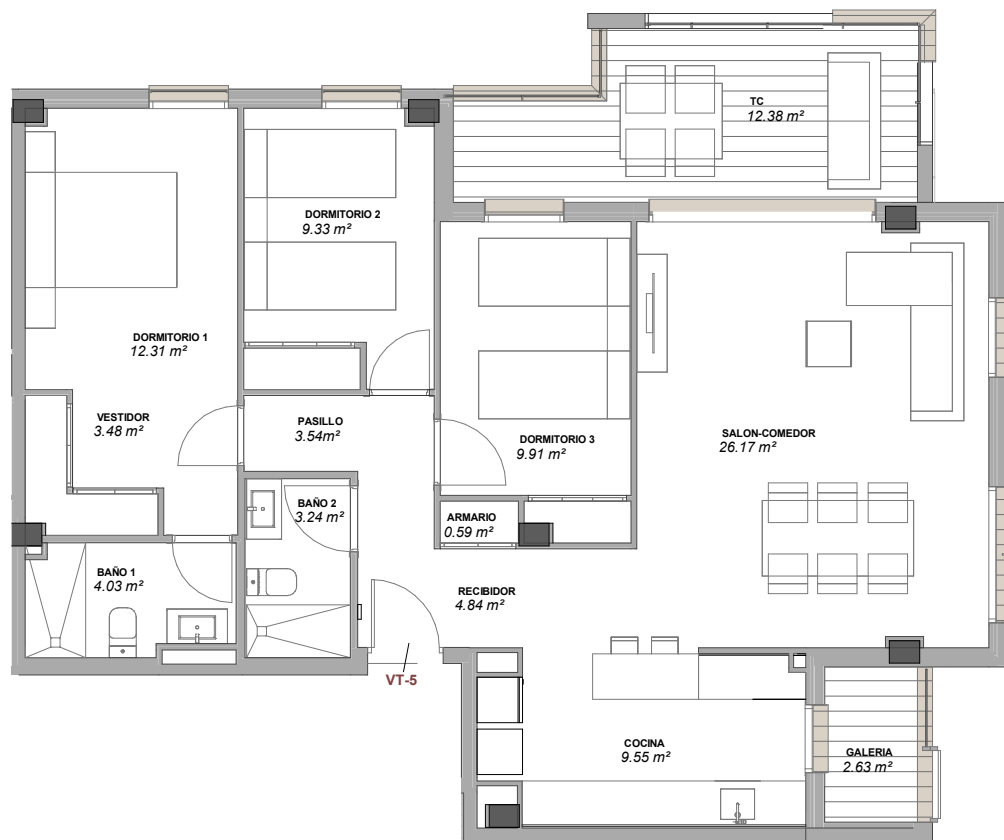 TC
12.38 m²
DORMITORIO 2
9.33 m²
DORMITORIO 1
12.31 m²
VESTIDOR
3.48 m²
PASILLO
3.54m²
DORMITORIO 3
9.91 m²
SALON-COMEDOR
26.17 m²
BAÑO 2
3.24 m²
ARMARIO
0.59 m²
BAÑO 1
4.03 m²
RECIBIDOR
4.84 m²
VT-5
COCINA
9.55 m²
GALERIA
2.63 m²